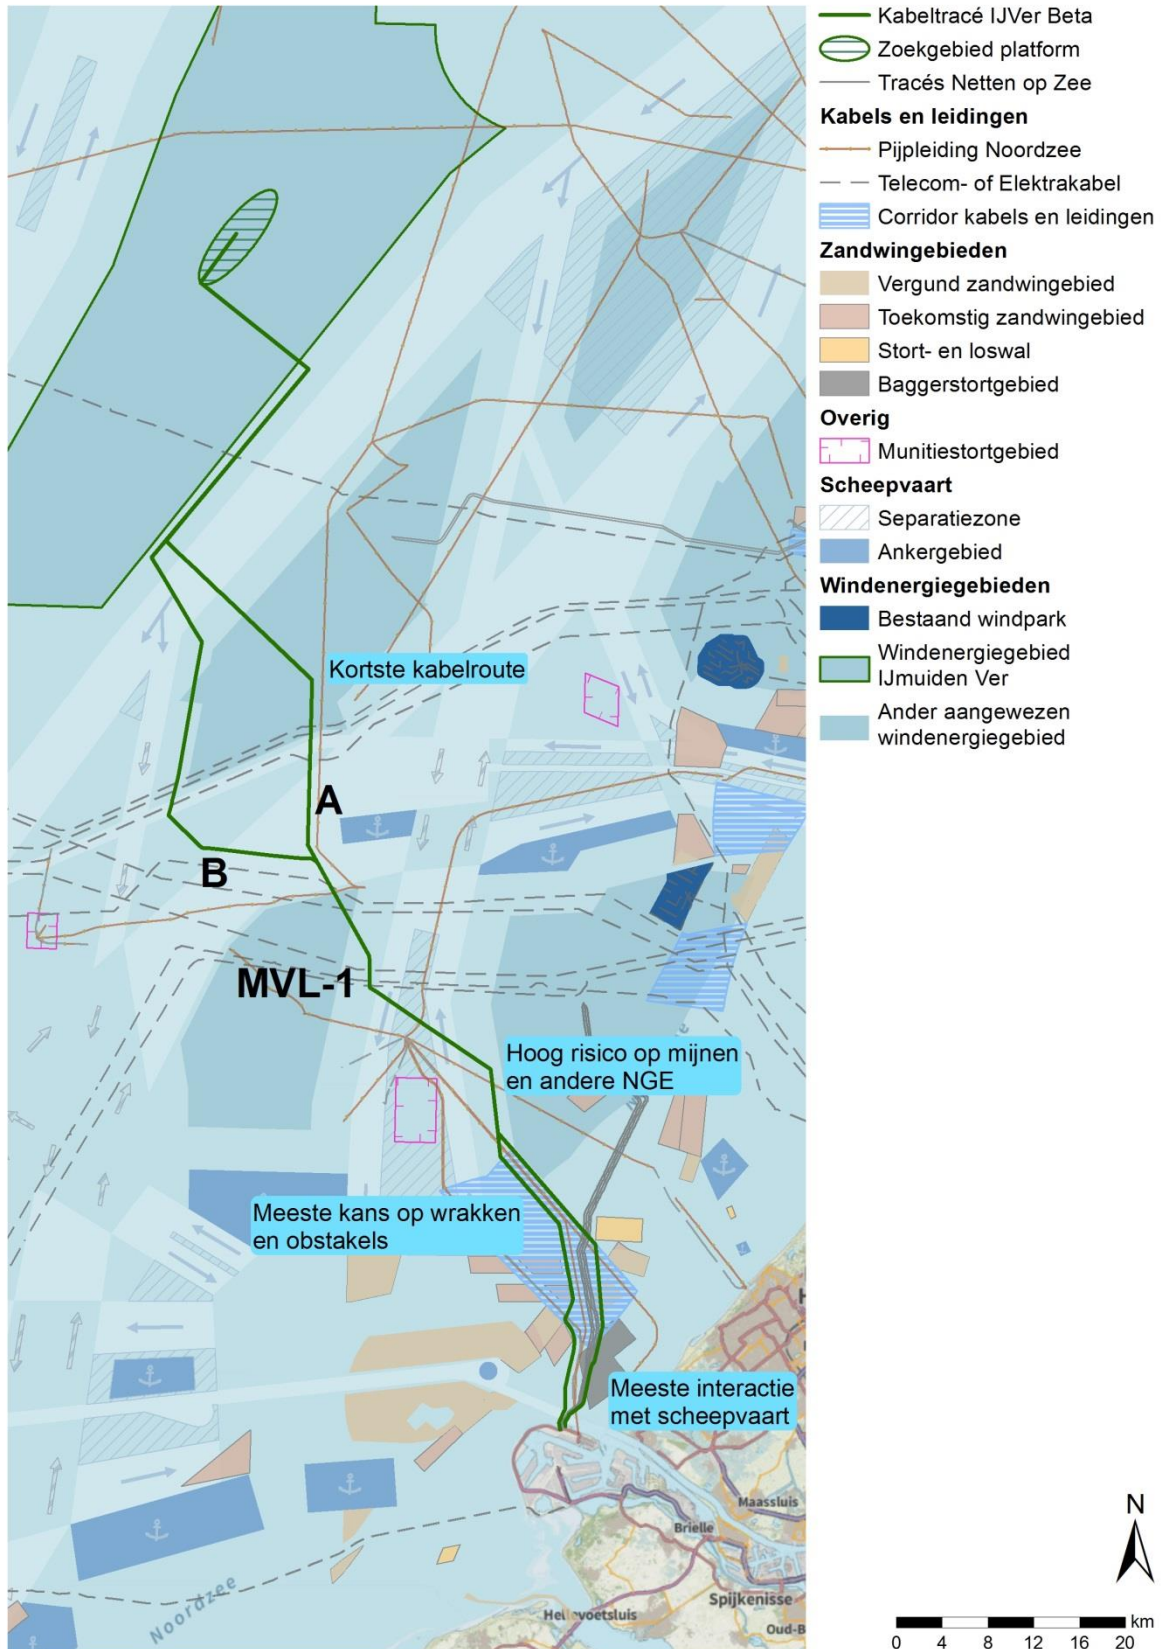 Kabeltracé IJVer Beta
Zoekgebied platform
Tracés Netten op Zee
Kabels en leidingen
Pijpleiding Noordzee
Telecom- of Elektrakabel
Corridor kabels en leidingen
Zandwingebieden
Vergund zandwingebied
Toekomstig zandwingebied
Stort- en loswal
Baggerstortgebied
Overig
Munitiestortgebied
Scheepvaart
Separatiezone
Ankergebied
Windenergiegebieden
Bestaand windpark
Windenergiegebied
IJmuiden Ver
Ander aangewezen
windenergiegebied
Kortste kabelroute
A
B
MVL-1
Hoog risico op mijnen
en andere NGE
Meeste kans op wrakken
en obstakels
Meeste interactie
met scheepvaart
Maassluis
Brielle
Spijkenisse
Noordzee
Hellevoetsluis
Oud-B
N
km
0 4 8 12 16 20